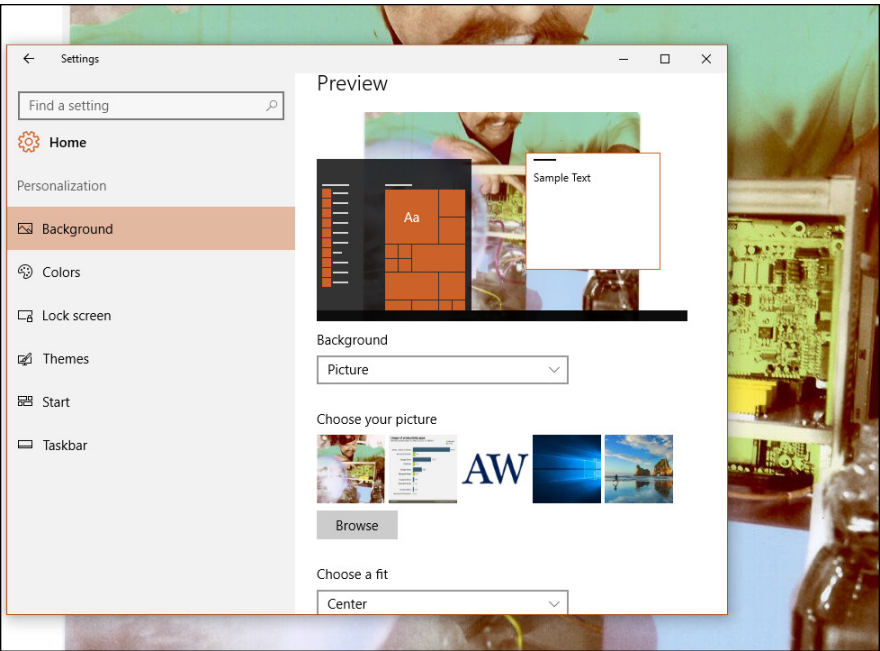 Settings
Find a setting
Home
Personalization
Background
Colors
Lock screen
Themes
Start
Taskbar
Preview
Aa
Sample Text
Background
Picture
Choose your picture
AW
Browse
Choose a fit
Center